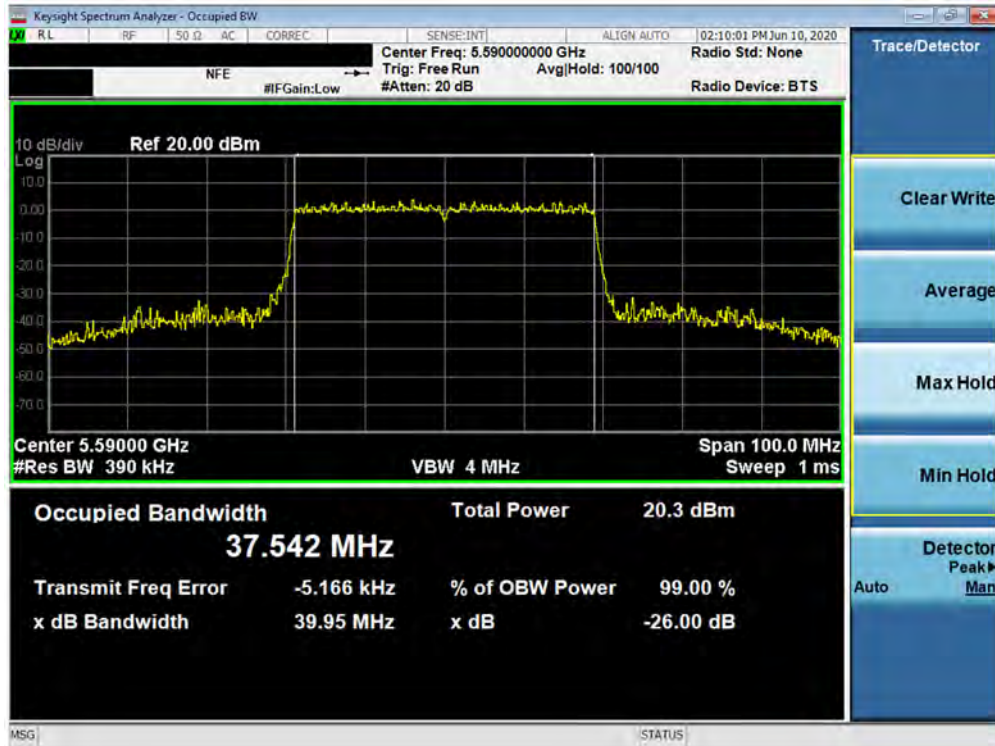 Keysight Spectrum Analyzer - Occupied BW
LXI RL RF 50 Ω AC CORREC SENSE:INT ALIGN AUTO 02:10:01 PM Jun 10, 2020
Center Freq: 5.590000000 GHz Radio Std: None
NFE Trig: Free Run Avg|Hold: 100/100
#IFGain:Low #Atten: 20 dB Radio Device: BTS
10 dB/div Ref 20.00 dBm
Log
10.0
0.00
-10.0
-20.0
-30.0
-40.0
-50.0
-60.0
-70.0
Center 5.59000 GHz Span 100.0 MHz
#Res BW 390 kHz VBW 4 MHz Sweep 1 ms
Occupied Bandwidth Total Power 20.3 dBm
37.542 MHz
Transmit Freq Error -5.166 kHz % of OBW Power 99.00 %
x dB Bandwidth 39.95 MHz x dB -26.00 dB
MSG STATUS
Trace/Detector
Clear Write
Average
Max Hold
Min Hold
Detector
Peak▶
Auto Man